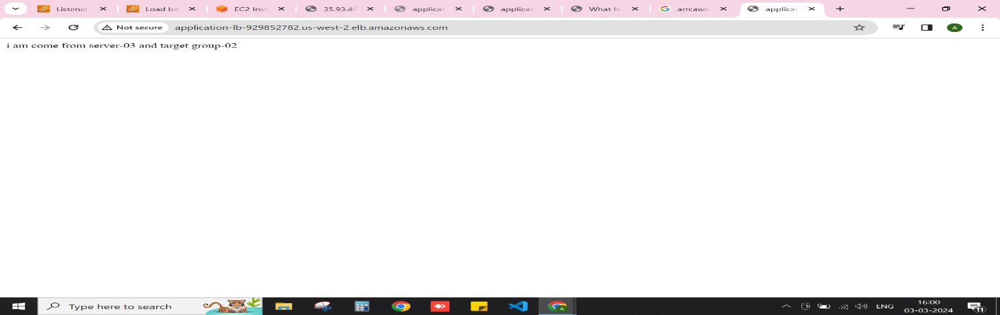 Listener
Load ba
EC2 Inst
35.93.40
applicat
applicat
What Is
arn:aws:
applicat
Not secure
application-lb-929852782.us-west-2.elb.amazonaws.com
A
i am come from server-03 and target group-02
Type here to search
A
ENG
16:00
03-03-2024
11